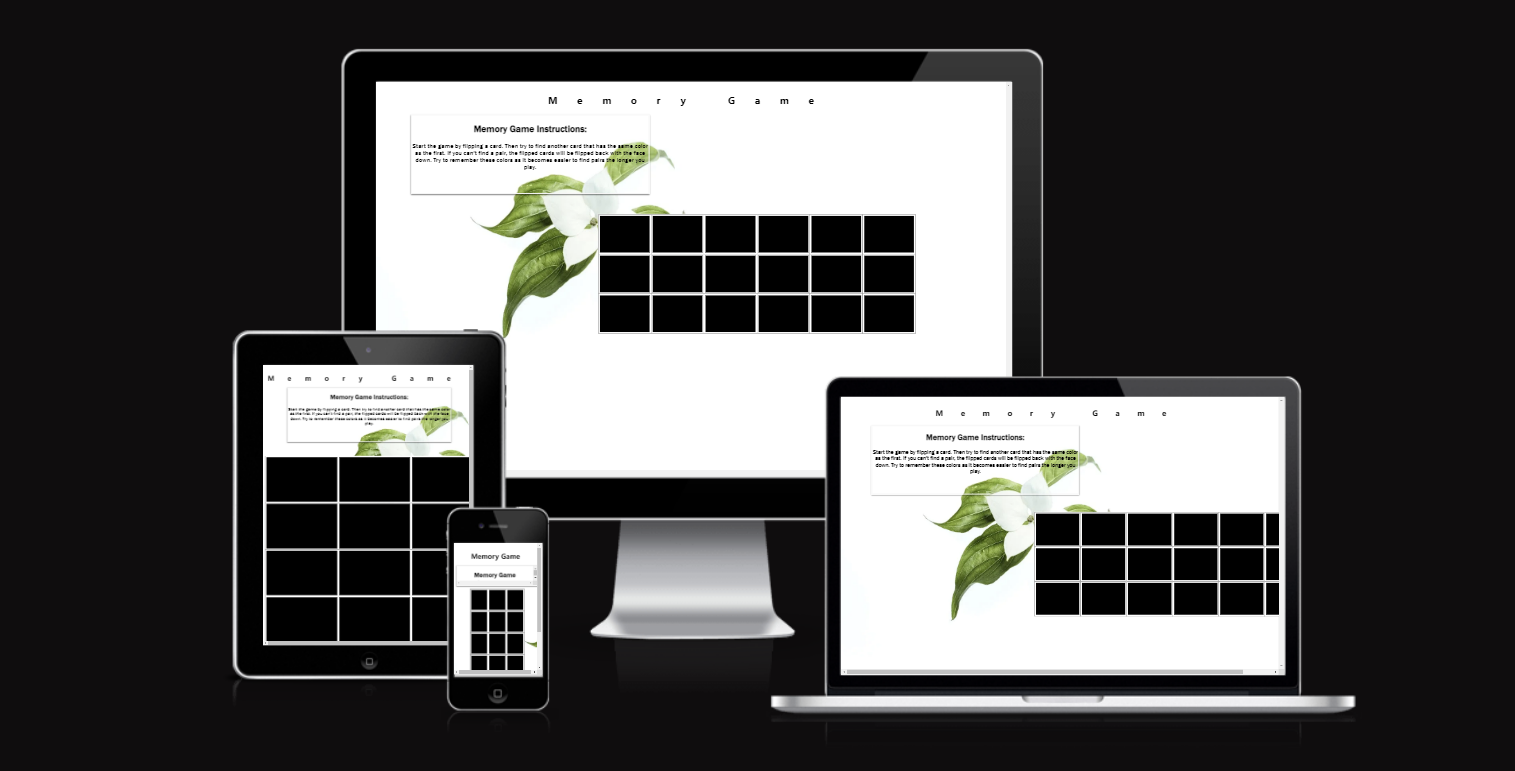 Memory Game
Memory Game Instructions:
Start the game by flipping a card. Then try to find another card that has the same color
as the first. If you can't find a pair, the flipped cards will be flipped back with the face
down. Try to remember these colors as it becomes easier to find pairs the longer you
play.
Memory Game
Memory Game Instructions:
Start the game by flipping a card. Then try to find another card that has the same color
as the first. If you can't find a pair, the flipped cards will be flipped back with the face
down. Try to remember these colors as it becomes easier to find pairs the longer you
play.
Memory Game
Memory Game
Memory Game
Memory Game Instructions:
Start the game by flipping a card. Then try to find another card that has the same color
as the first. If you can't find a pair, the flipped cards will be flipped back with the face
down. Try to remember these colors as it becomes easier to find pairs the longer you
play.